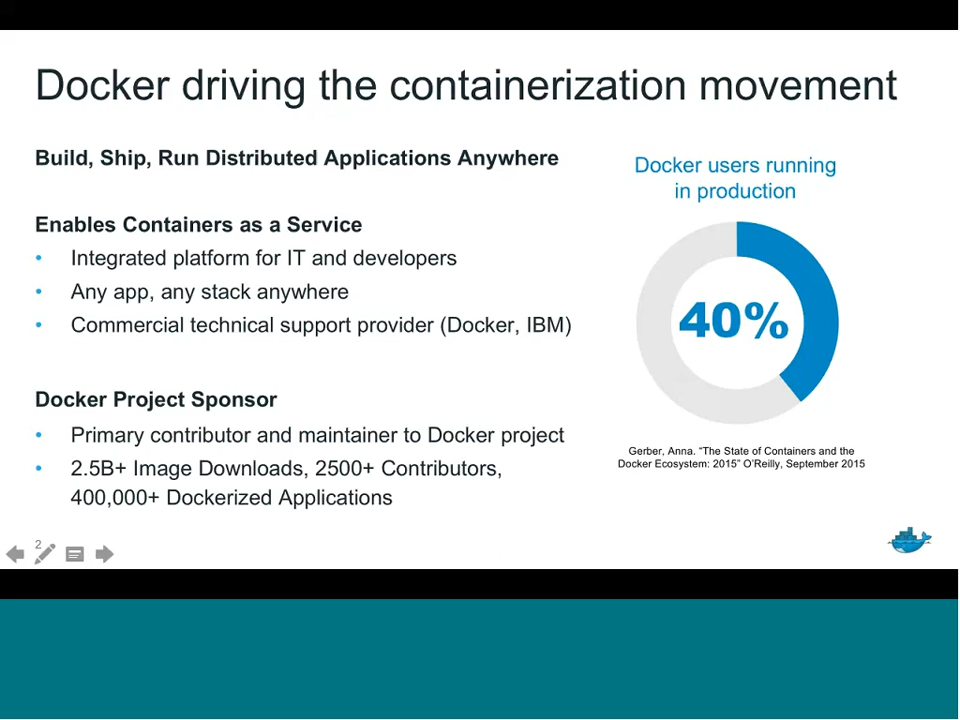 Docker driving the containerization movement
Build, Ship, Run Distributed Applications Anywhere
Enables Containers as a Service
• Integrated platform for IT and developers
• Any app, any stack anywhere
• Commercial technical support provider (Docker, IBM)
Docker Project Sponsor
• Primary contributor and maintainer to Docker project
• 2.5B+ Image Downloads, 2500+ Contributors,
400,000+ Dockerized Applications
Docker users running
in production
40%
Gerber, Anna. “The State of Containers and the
Docker Ecosystem: 2015” O’Reilly, September 2015
2